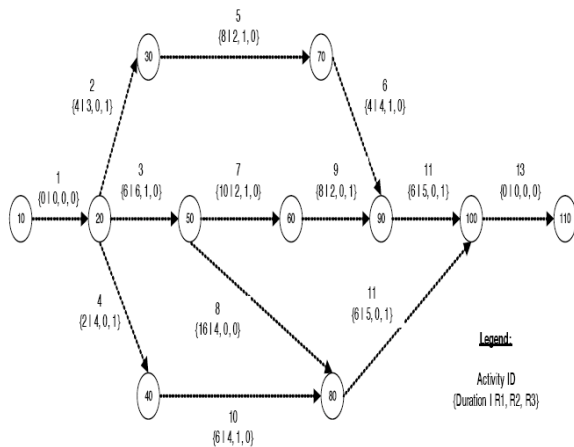 5
{8 | 2, 1, 0}
30
70
2
{4 | 3, 0, 1}
6
{4 | 4, 1, 0}
1
{0 | 0, 0, 0}
3
{6 | 6, 1, 0}
7
{10 | 2, 1, 0}
9
{8 | 2, 0, 1}
11
{6 | 5, 0, 1}
13
{0 | 0, 0, 0}
10
20
50
60
90
100
110
4
{2 | 4, 0, 1}
8
{16 | 4, 0, 0}
11
{6 | 5, 0, 1}
40
80
10
{6 | 4, 1, 0}
Legend:
Activity ID
{Duration | R1, R2, R3}